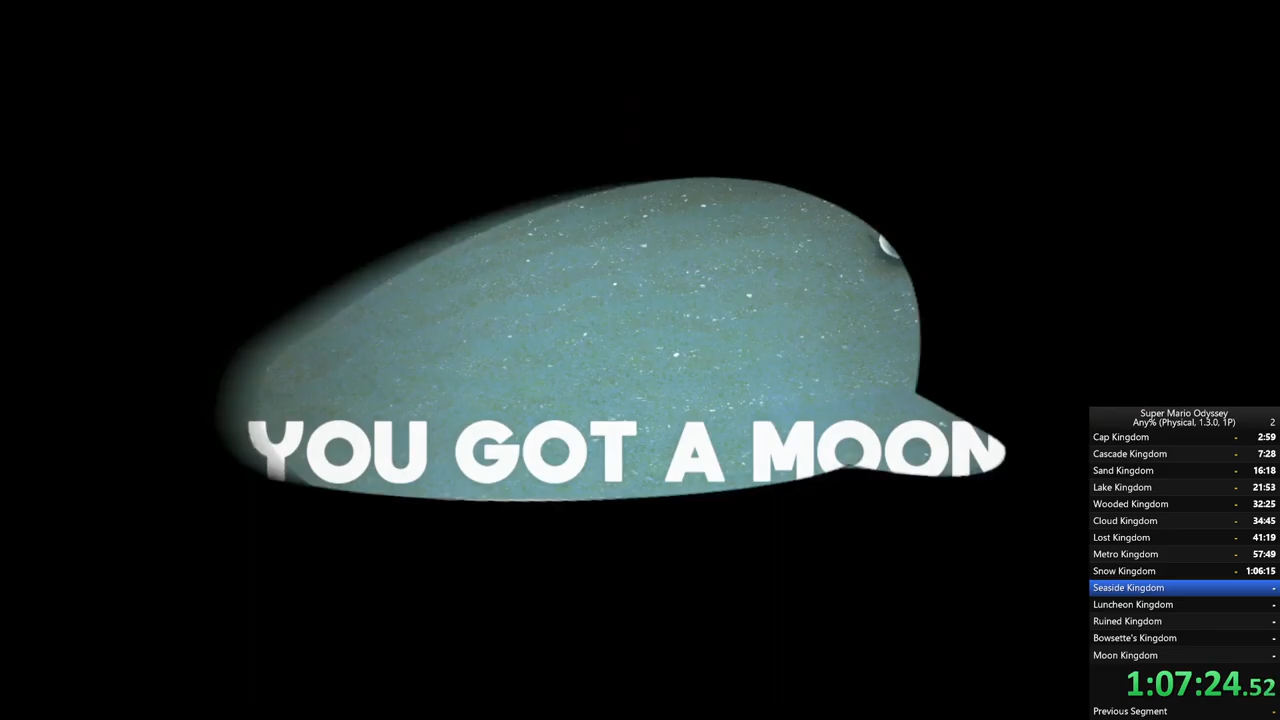 YOU GOT A MOON
Super Mario Odyssey
Any% (Physical, 1.3.0, 1P) 2
Cap Kingdom - 2:59
Cascade Kingdom - 7:28
Sand Kingdom - 16:18
Lake Kingdom - 21:53
Wooded Kingdom - 32:25
Cloud Kingdom - 34:45
Lost Kingdom - 41:19
Metro Kingdom - 57:49
Snow Kingdom - 1:06:15
Seaside Kingdom -
Luncheon Kingdom -
Ruined Kingdom -
Bowsette's Kingdom -
Moon Kingdom -
1:07:24.52
Previous Segment -